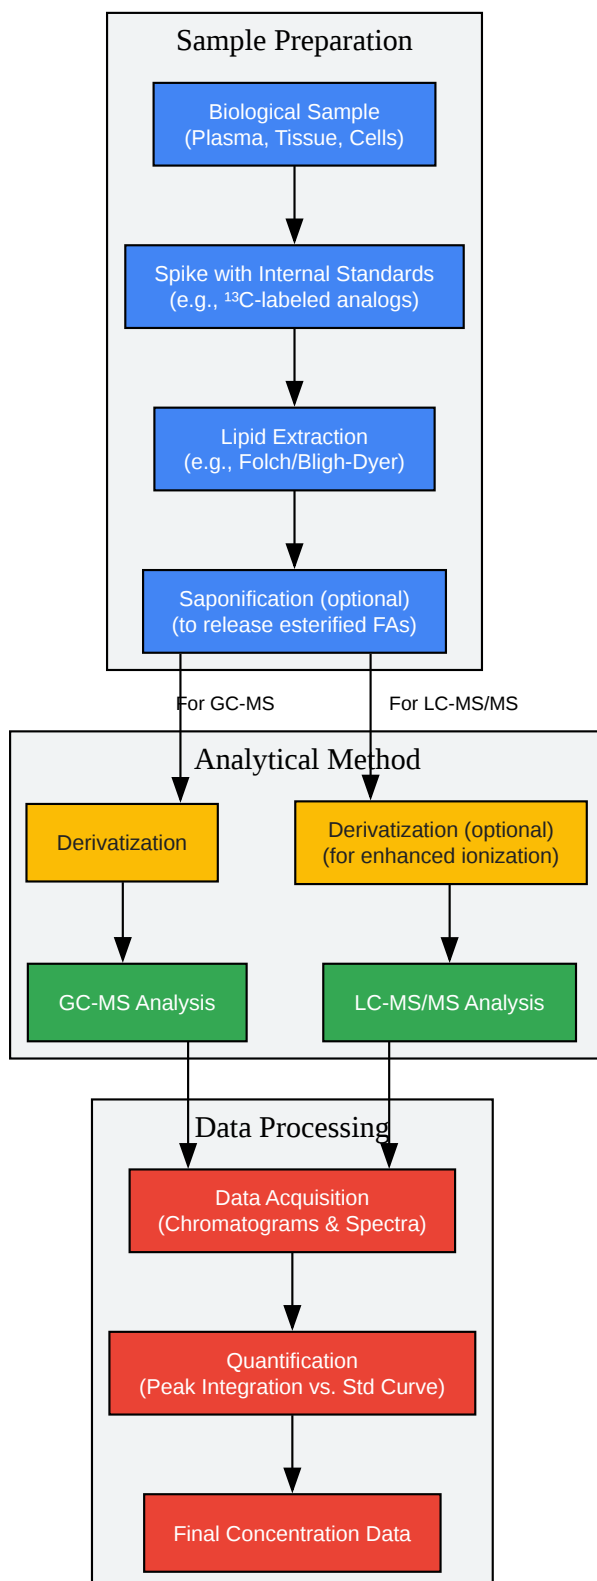 Sample Preparation
Biological Sample
(Plasma, Tissue, Cells)
Spike with Internal Standards
(e.g., ¹³C-labeled analogs)
Lipid Extraction
(e.g., Folch/Bligh-Dyer)
Saponification (optional)
(to release esterified FAs)
For GC-MS
For LC-MS/MS
Analytical Method
Derivatization
Derivatization (optional)
(for enhanced ionization)
GC-MS Analysis
LC-MS/MS Analysis
Data Processing
Data Acquisition
(Chromatograms & Spectra)
Quantification
(Peak Integration vs. Std Curve)
Final Concentration Data